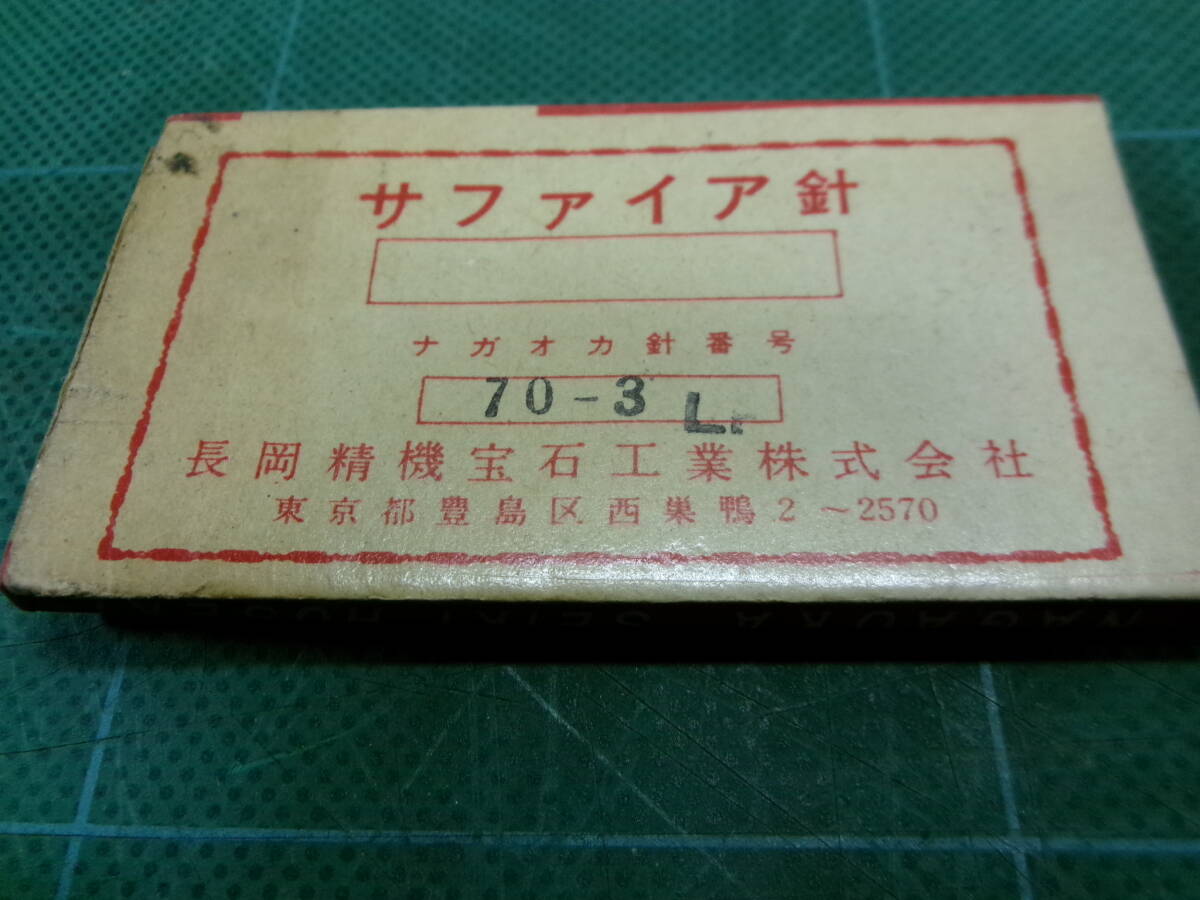 サファイア針
ナガオカ針番号
70-3 L
長岡精機宝石工業株式会社
東京都豊島区西巣鴨2～2570
NAGAOKA SEIKI